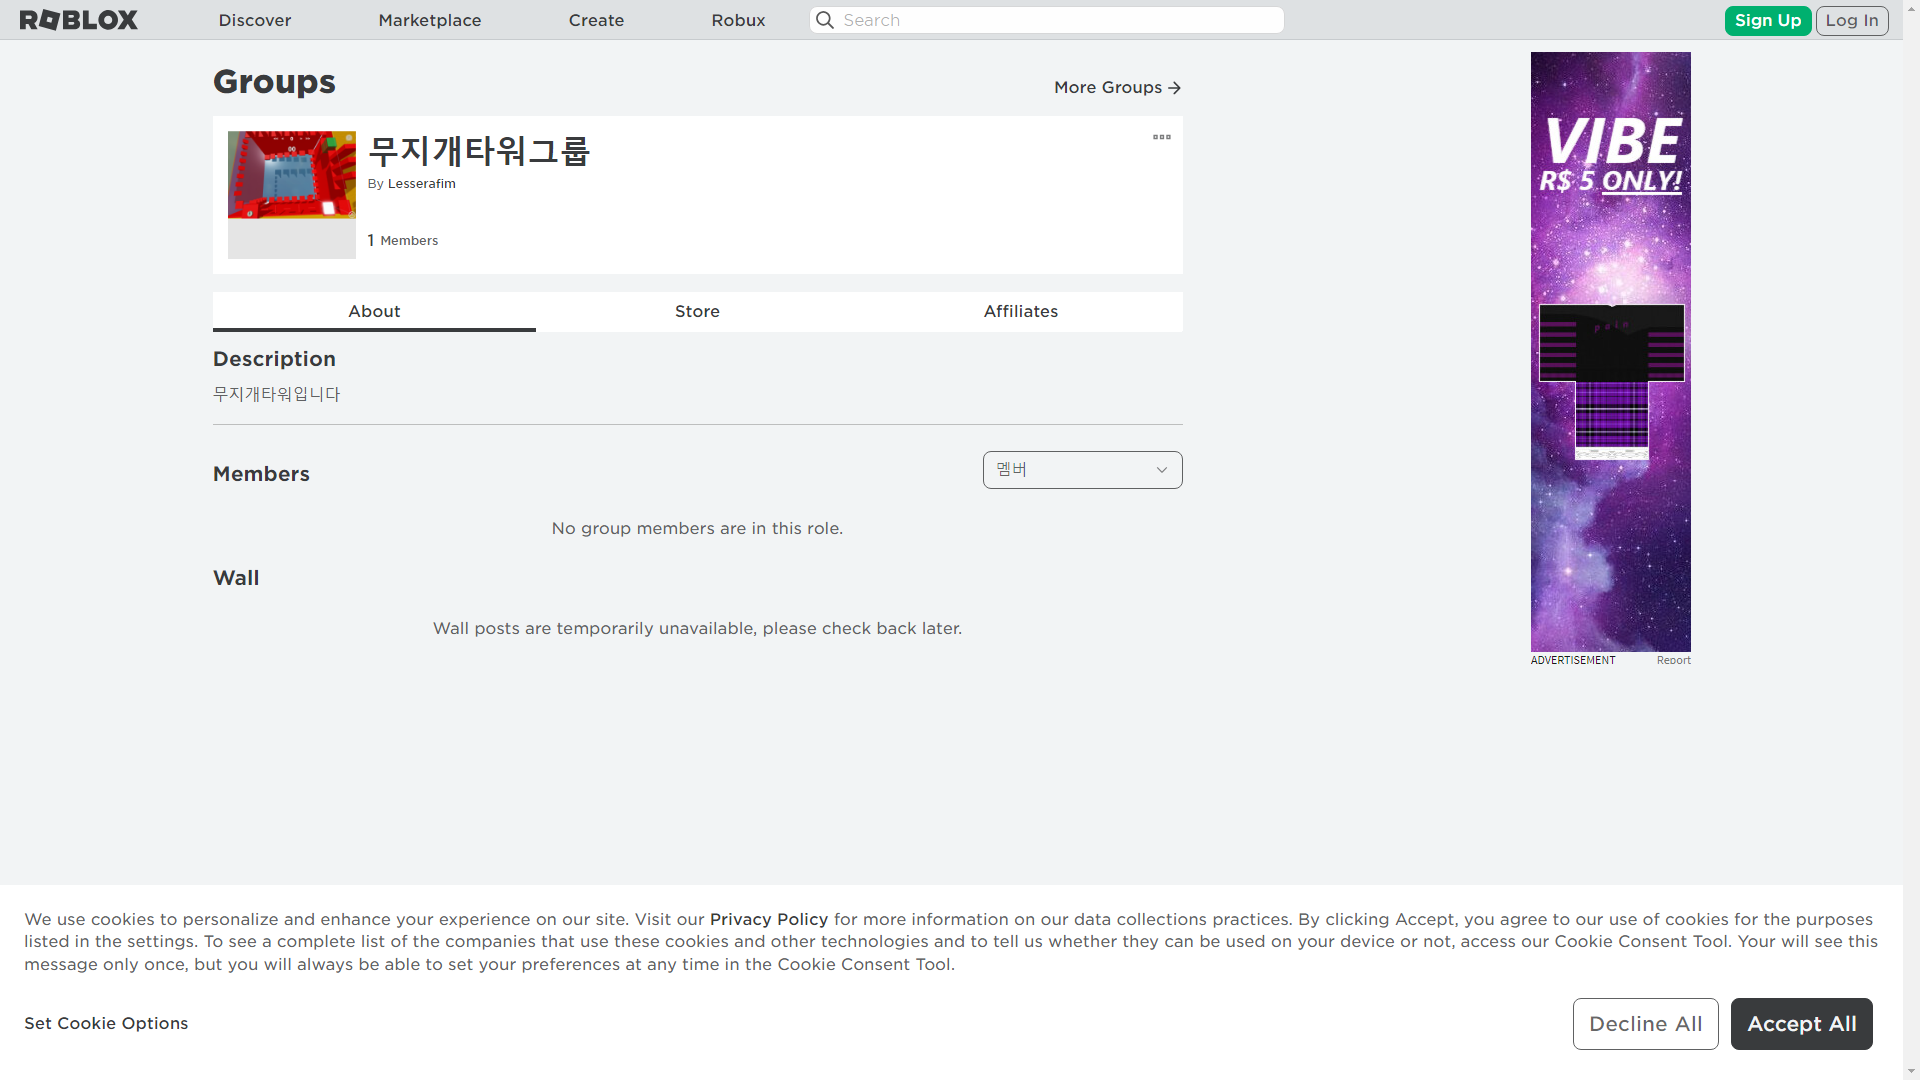 ROBLOX
Discover
Marketplace
Create
Robux
Search
Sign Up
Log In
Groups
More Groups
무지개타워그룹
By Lesserafim
1 Members
About
Store
Affiliates
Description
무지개타워입니다
Members
멤버
No group members are in this role.
Wall
Wall posts are temporarily unavailable, please check back later.
VIBE
R$ 5 ONLY!
pain
ADVERTISEMENT
Report
We use cookies to personalize and enhance your experience on our site. Visit our Privacy Policy for more information on our data collections practices. By clicking Accept, you agree to our use of cookies for the purposes
listed in the settings. To see a complete list of the companies that use these cookies and other technologies and to tell us whether they can be used on your device or not, access our Cookie Consent Tool. Your will see this
message only once, but you will always be able to set your preferences at any time in the Cookie Consent Tool.
Set Cookie Options
Decline All
Accept All